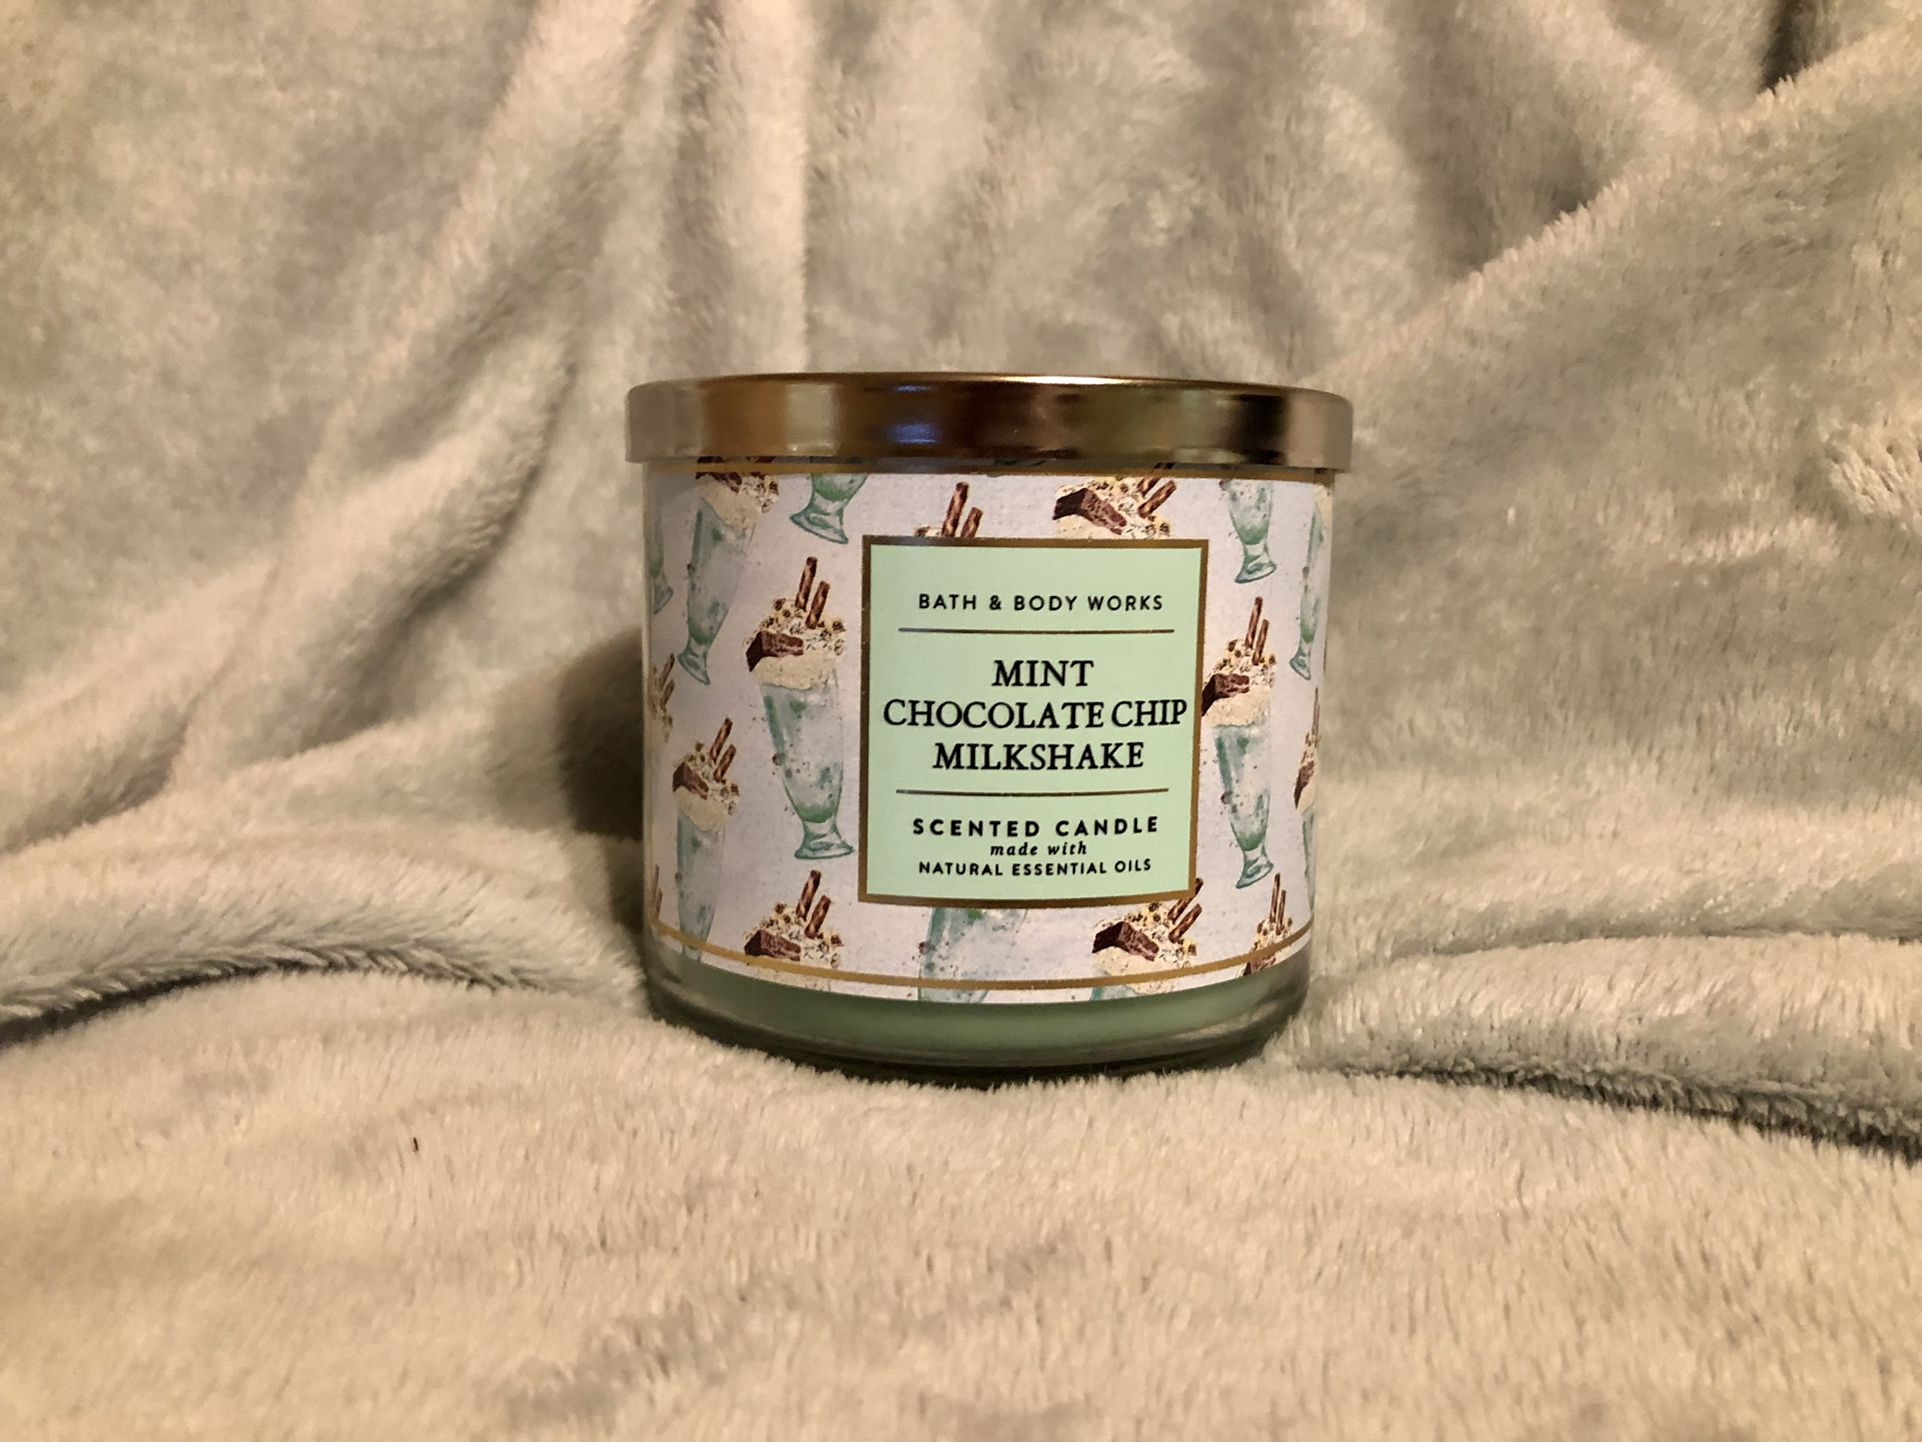 BATH & BODY WORKS
MINT
CHOCOLATE CHIP
MILKSHAKE
SCENTED CANDLE
made with
NATURAL ESSENTIAL OILS